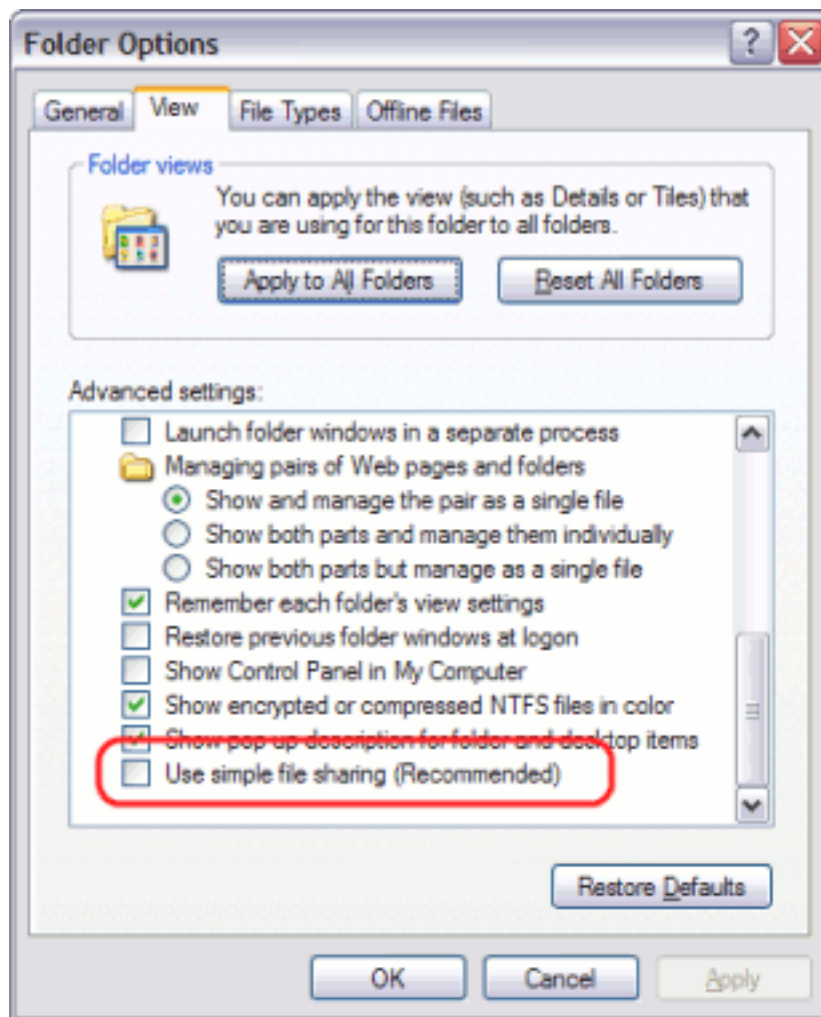 Folder Options
General
View
File Types
Offline Files
Folder views
You can apply the view (such as Details or Tiles) that
you are using for this folder to all folders.
Apply to All Folders
Reset All Folders
Advanced settings:
Launch folder windows in a separate process
Managing pairs of Web pages and folders
Show and manage the pair as a single file
Show both parts and manage them individually
Show both parts but manage as a single file
Remember each folder's view settings
Restore previous folder windows at logon
Show Control Panel in My Computer
Show encrypted or compressed NTFS files in color
Show pop-up description for folder and desktop items
Use simple file sharing (Recommended)
Restore Defaults
OK
Cancel
Apply